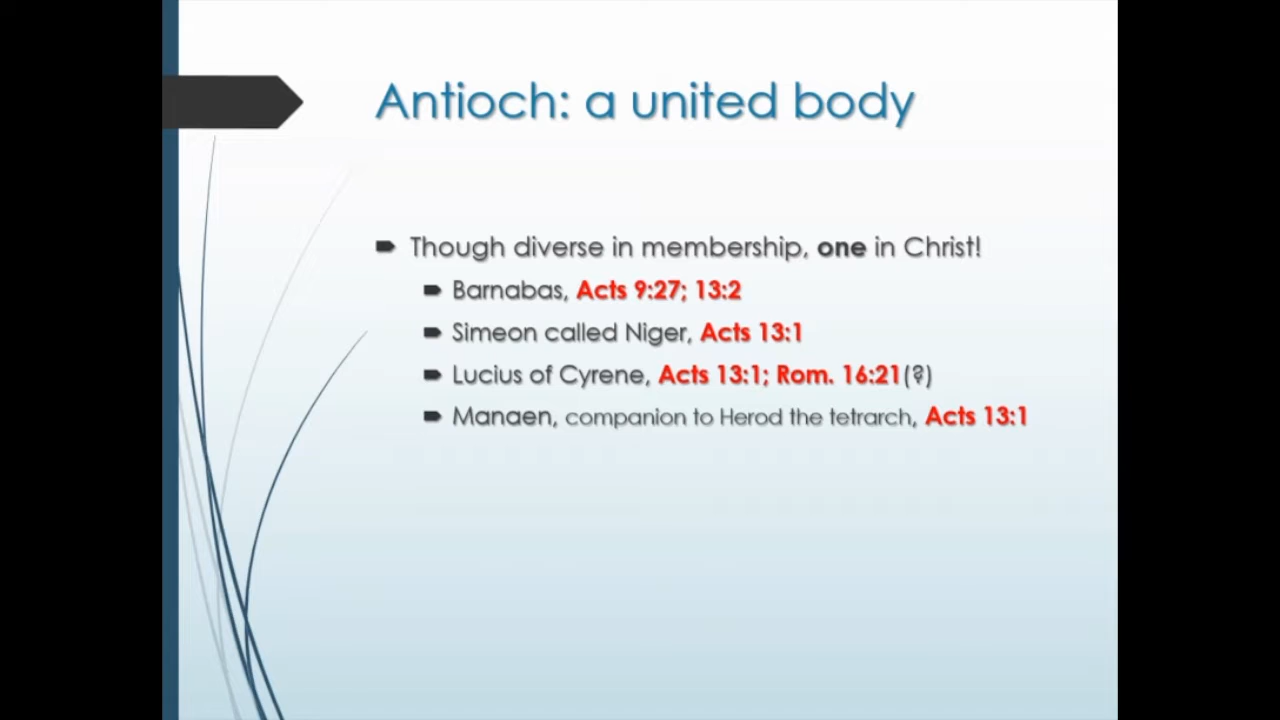 Antioch: a united body
Though diverse in membership, one in Christ!
Barnabas, Acts 9:27; 13:2
Simeon called Niger, Acts 13:1
Lucius of Cyrene, Acts 13:1; Rom. 16:21(?)
Manaen, companion to Herod the tetrarch, Acts 13:1